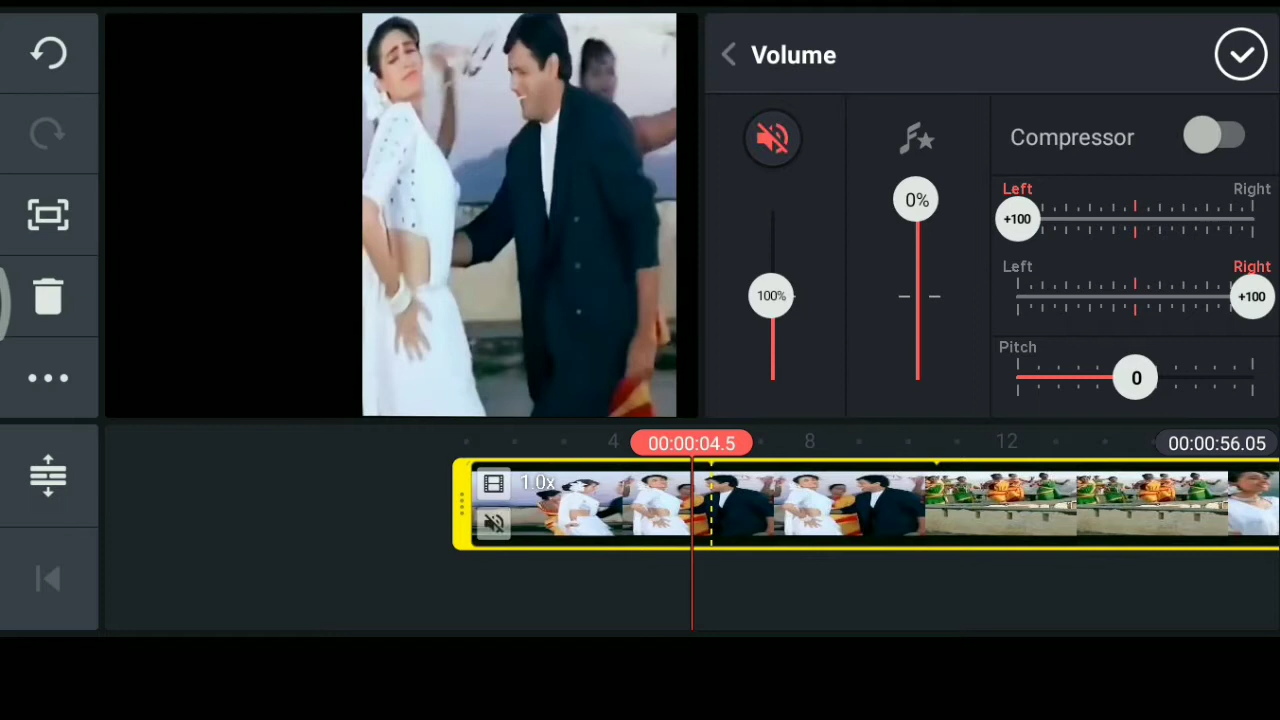 Volume
Compressor
0%
Left Right
+100
100%
Left Right
+100
Pitch
0
4 00:00:04.5 8 12 00:00:56.05
1.0x